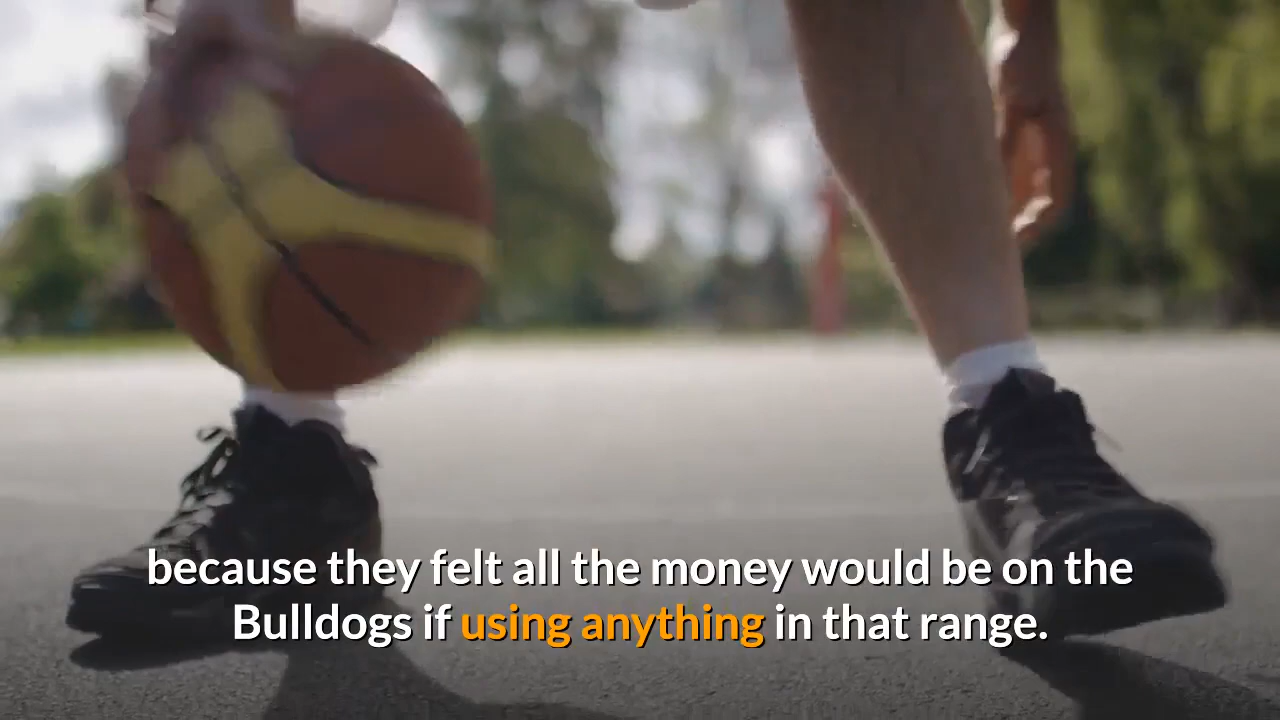 because they felt all the money would be on the
Bulldogs if using anything in that range.